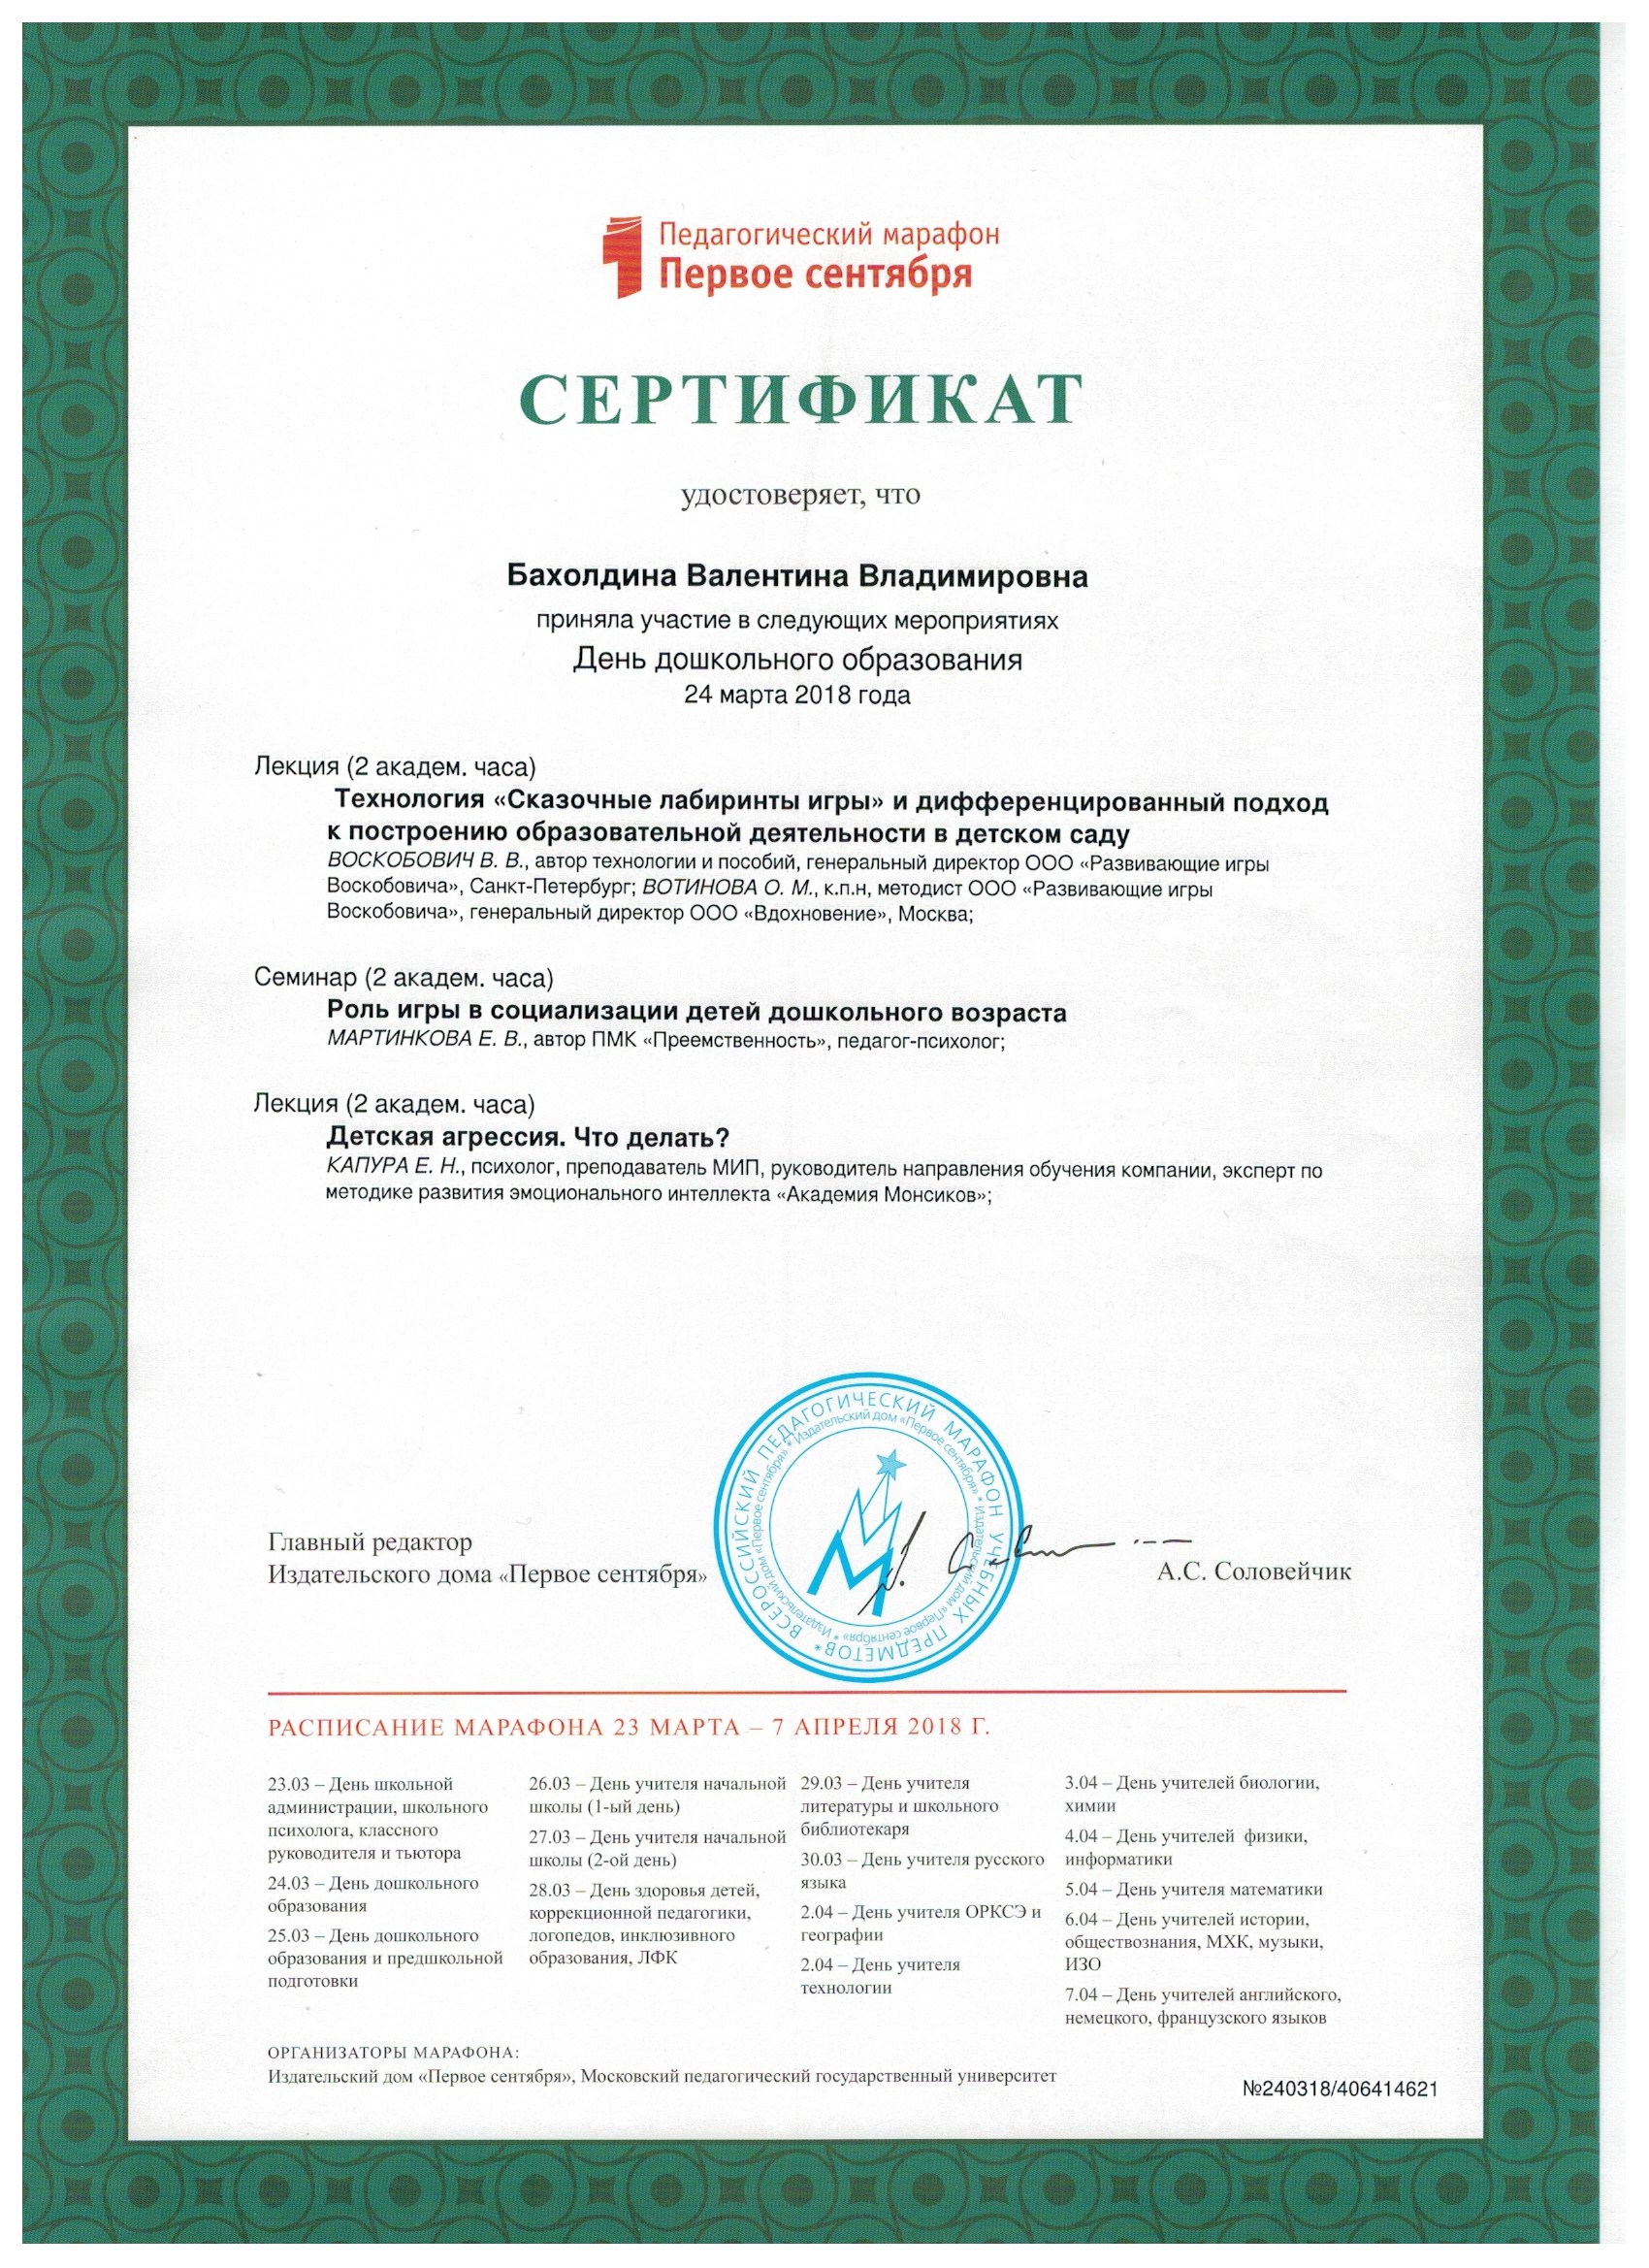 Педагогический марафон
Первое сентября
СЕРТИФИКАТ
удостоверяет, что
Бахолдина Валентина Владимировна
приняла участие в следующих мероприятиях
День дошкольного образования
24 марта 2018 года
Лекция (2 академ. часа)
Технология «Сказочные лабиринты игры» и дифференцированный подход
к построению образовательной деятельности в детском саду
ВОСКОБОВИЧ В. В., автор технологии и пособий, генеральный директор ООО «Развивающие игры
Воскобовича», Санкт-Петербург; ВОТИНОВА О. М., к.п.н, методист ООО «Развивающие игры
Воскобовича», генеральный директор ООО «Вдохновение», Москва;
Семинар (2 академ. часа)
Роль игры в социализации детей дошкольного возраста
МАРТИНКОВА Е. В., автор ПМК «Преемственность», педагог-психолог;
Лекция (2 академ. часа)
Детская агрессия. Что делать?
КАПУРА Е. Н., психолог, преподаватель МИП, руководитель направления обучения компании, эксперт по
методике развития эмоционального интеллекта «Академия Монсиков»;
ВСЕРОССИЙСКИЙ ПЕДАГОГИЧЕСКИЙ МАРАФОН УЧЕБНЫХ ПРЕДМЕТОВ*
Издательский дом «Первое сентября» * Издательский дом «Первое сентября» * Издательский дом «Первое сентября» *
Главный редактор
Издательского дома «Первое сентября»
А.С. Соловейчик
РАСПИСАНИЕ МАРАФОНА 23 МАРТА – 7 АПРЕЛЯ 2018 Г.
23.03 – День школьной
администрации, школьного
психолога, классного
руководителя и тьютора
24.03 – День дошкольного
образования
25.03 – День дошкольного
образования и предшкольной
подготовки
26.03 – День учителя начальной
школы (1-ый день)
27.03 – День учителя начальной
школы (2-ой день)
28.03 – День здоровья детей,
коррекционной педагогики,
логопедов, инклюзивного
образования, ЛФК
29.03 – День учителя
литературы и школьного
библиотекаря
30.03 – День учителя русского
языка
2.04 – День учителя ОРКСЭ и
географии
2.04 – День учителя
технологии
3.04 – День учителей биологии,
химии
4.04 – День учителей физики,
информатики
5.04 – День учителя математики
6.04 – День учителей истории,
обществознания, МХК, музыки,
ИЗО
7.04 – День учителей английского,
немецкого, французского языков
ОРГАНИЗАТОРЫ МАРАФОНА:
Издательский дом «Первое сентября», Московский педагогический государственный университет
№240318/406414621